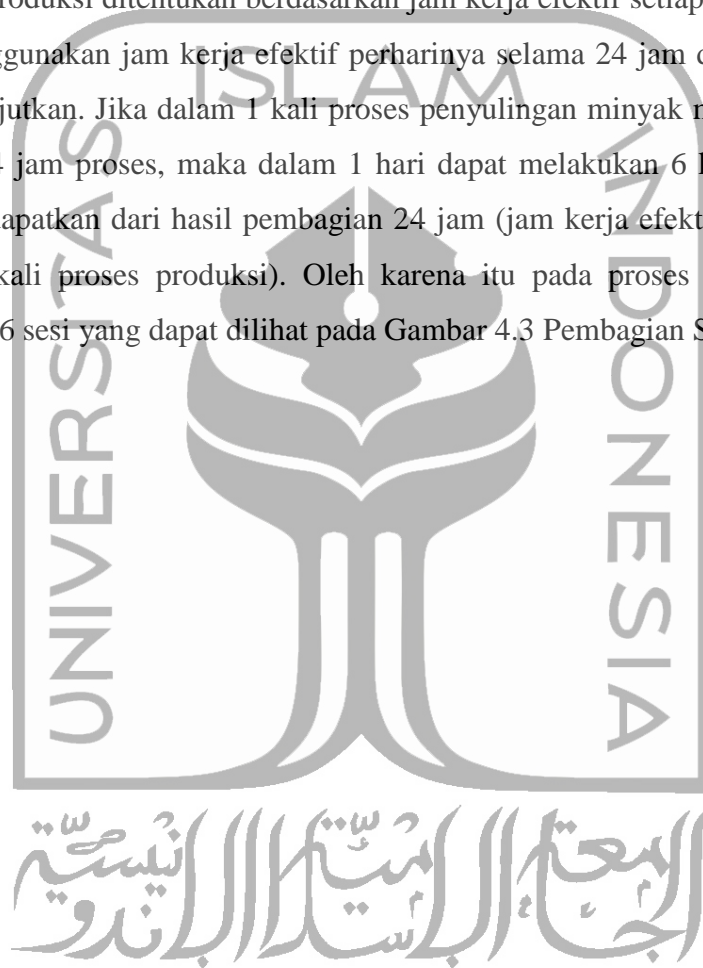 roduksi ditentukan berdasarkan jam kerja efektif setiap
ggunakan jam kerja efektif perharinya selama 24 jam
jutkan. Jika dalam 1 kali proses penyulingan minyak
jam proses, maka dalam 1 hari dapat melakukan 6
dapatkan dari hasil pembagian 24 jam (jam kerja
kali proses produksi). Oleh karena itu pada proses
6 sesi yang dapat dilihat pada Gambar 4.3 Pembagian
ISLAM
UNIVERSITAS
INDONESIA